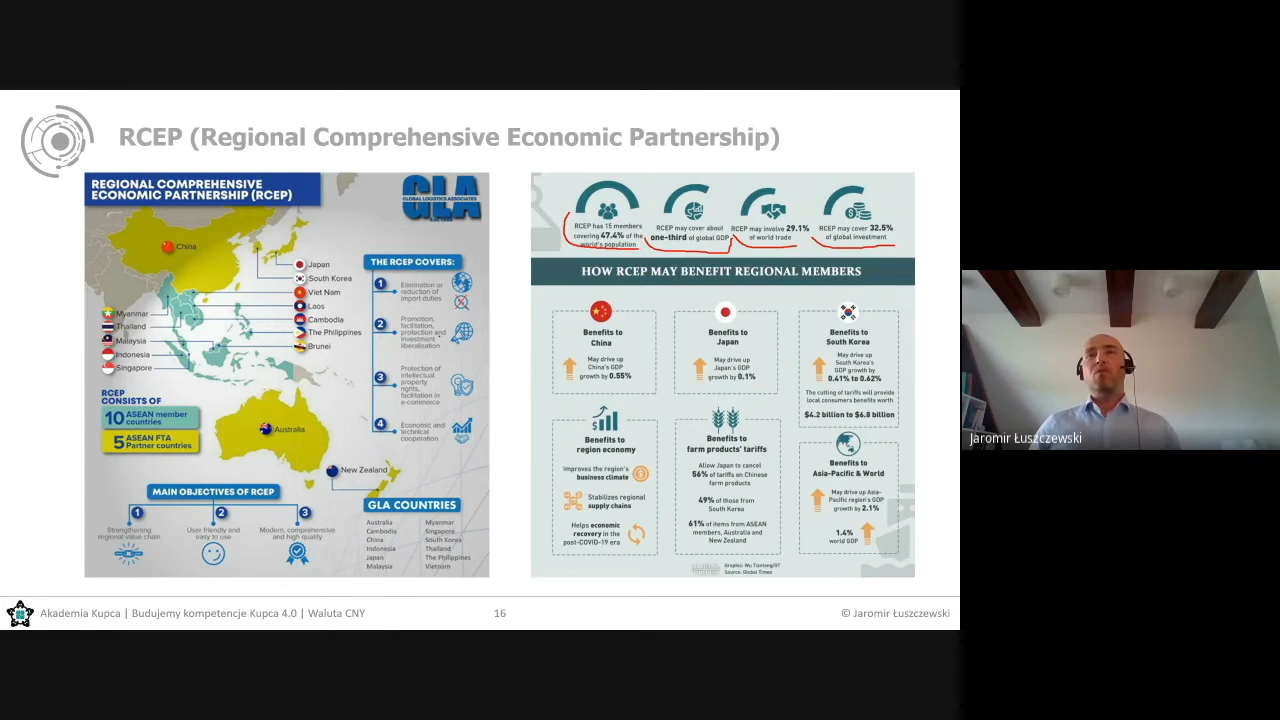 RCEP (Regional Comprehensive Economic Partnership)
REGIONAL COMPREHENSIVE
ECONOMIC PARTNERSHIP (RCEP)
GLA
GLOBAL LOGISTICS ASSOCIATES
China
Japan
South Korea
Viet Nam
Laos
Cambodia
The Philippines
Brunei
Myanmar
Thailand
Malaysia
Indonesia
Singapore
THE RCEP COVERS:
1
Elimination or
reduction of
import duties
2
Promotion,
facilitation,
protection and
investment
liberalisation
3
Protection of
intellectual
property
rights,
facilitation in
e-commerce
4
Economic and
technical
cooperation
RCEP
CONSISTS OF
10 ASEAN member
countries
5 ASEAN FTA
Partner countries
Australia
New Zealand
MAIN OBJECTIVES OF RCEP
1
Strengthening
regional value chain
2
User friendly and
easy to use
3
Modern, comprehensive
and high quality
GLA COUNTRIES
Australia
Cambodia
China
Indonesia
Japan
Malaysia
Myanmar
Singapore
South Korea
Thailand
The Philippines
Vietnam
RCEP has 15 members
covering 47.4% of the
world's population
RCEP may cover about
one-third of global GDP
RCEP may involve 29.1%
of world trade
RCEP may cover 32.5%
of global investment
HOW RCEP MAY BENEFIT REGIONAL MEMBERS
Benefits to
China
May drive up
China's GDP
growth by 0.55%
Benefits to
Japan
May drive up
Japan's GDP
growth by 0.1%
Benefits to
South Korea
May drive up
South Korea's
GDP growth by
0.41% to 0.62%
The cutting of tariffs will provide
local consumers benefits worth
$4.2 billion to $6.8 billion
Benefits to
region economy
Improves the region's
business climate
Stabilizes regional
supply chains
Helps economic
recovery in the
post-COVID-19 era
Benefits to
farm products' tariffs
Allow Japan to cancel
56% of tariffs on Chinese
farm products
49% of those from
South Korea
61% of items from ASEAN
members, Australia and
New Zealand
Benefits to
Asia-Pacific & World
May drive up Asia-
Pacific region's GDP
growth by 2.1%
1.4%
world GDP
Graphic: Wu Tiantong/GT
Source: Global Times
Akademia Kupca | Budujemy kompetencje Kupca 4.0 | Waluta CNY
16
© Jaromir Łuszczewski
Jaromir Łuszczewski